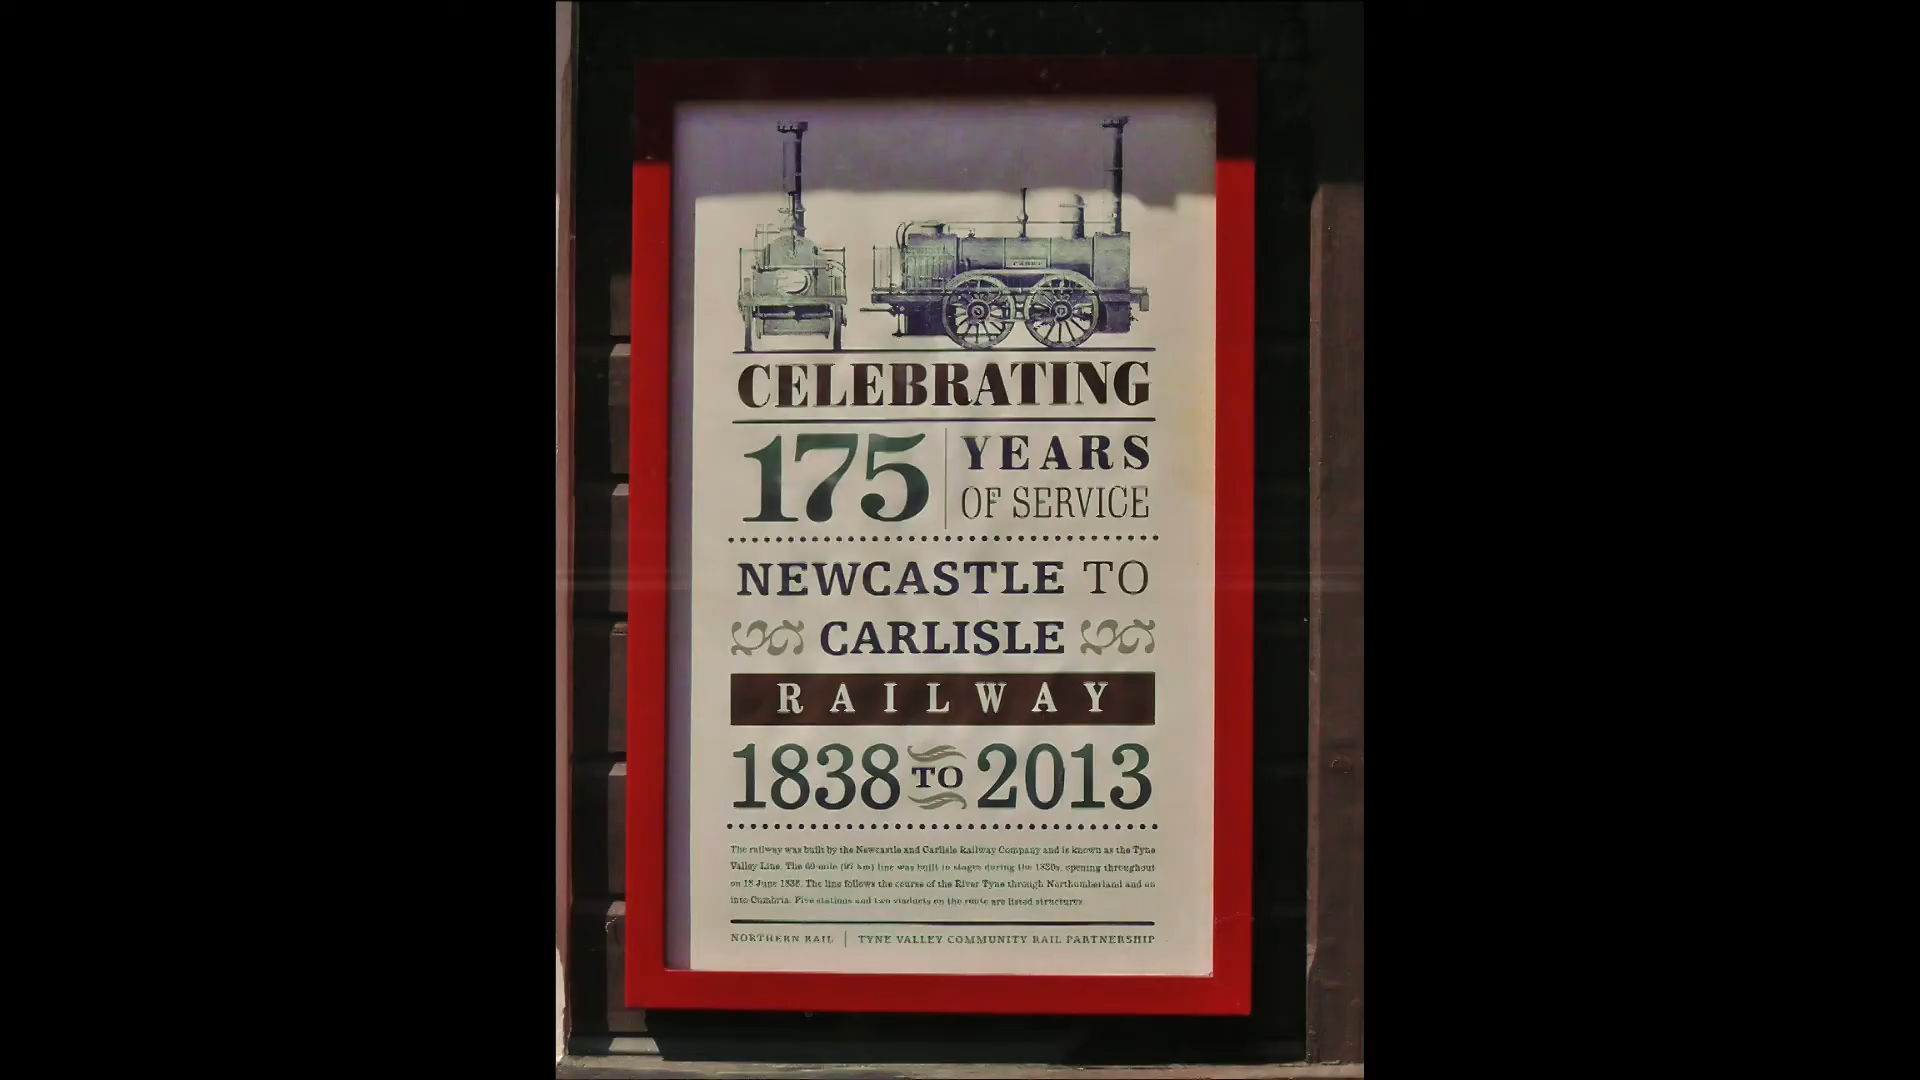 CELEBRATING
175 YEARS
OF SERVICE
NEWCASTLE TO
CARLISLE
RAILWAY
1838 TO 2013
The railway was built by the Newcastle and Carlisle Railway Company and is known as the Tyne
Valley Line. The 60-mile (97 km) line was built in stages during the 1830s, opening throughout
on 18 June 1838. The line follows the course of the River Tyne through Northumberland and on
into Cumbria. Five stations and two viaducts on the route are listed structures.
NORTHERN RAIL | TYNE VALLEY COMMUNITY RAIL PARTNERSHIP